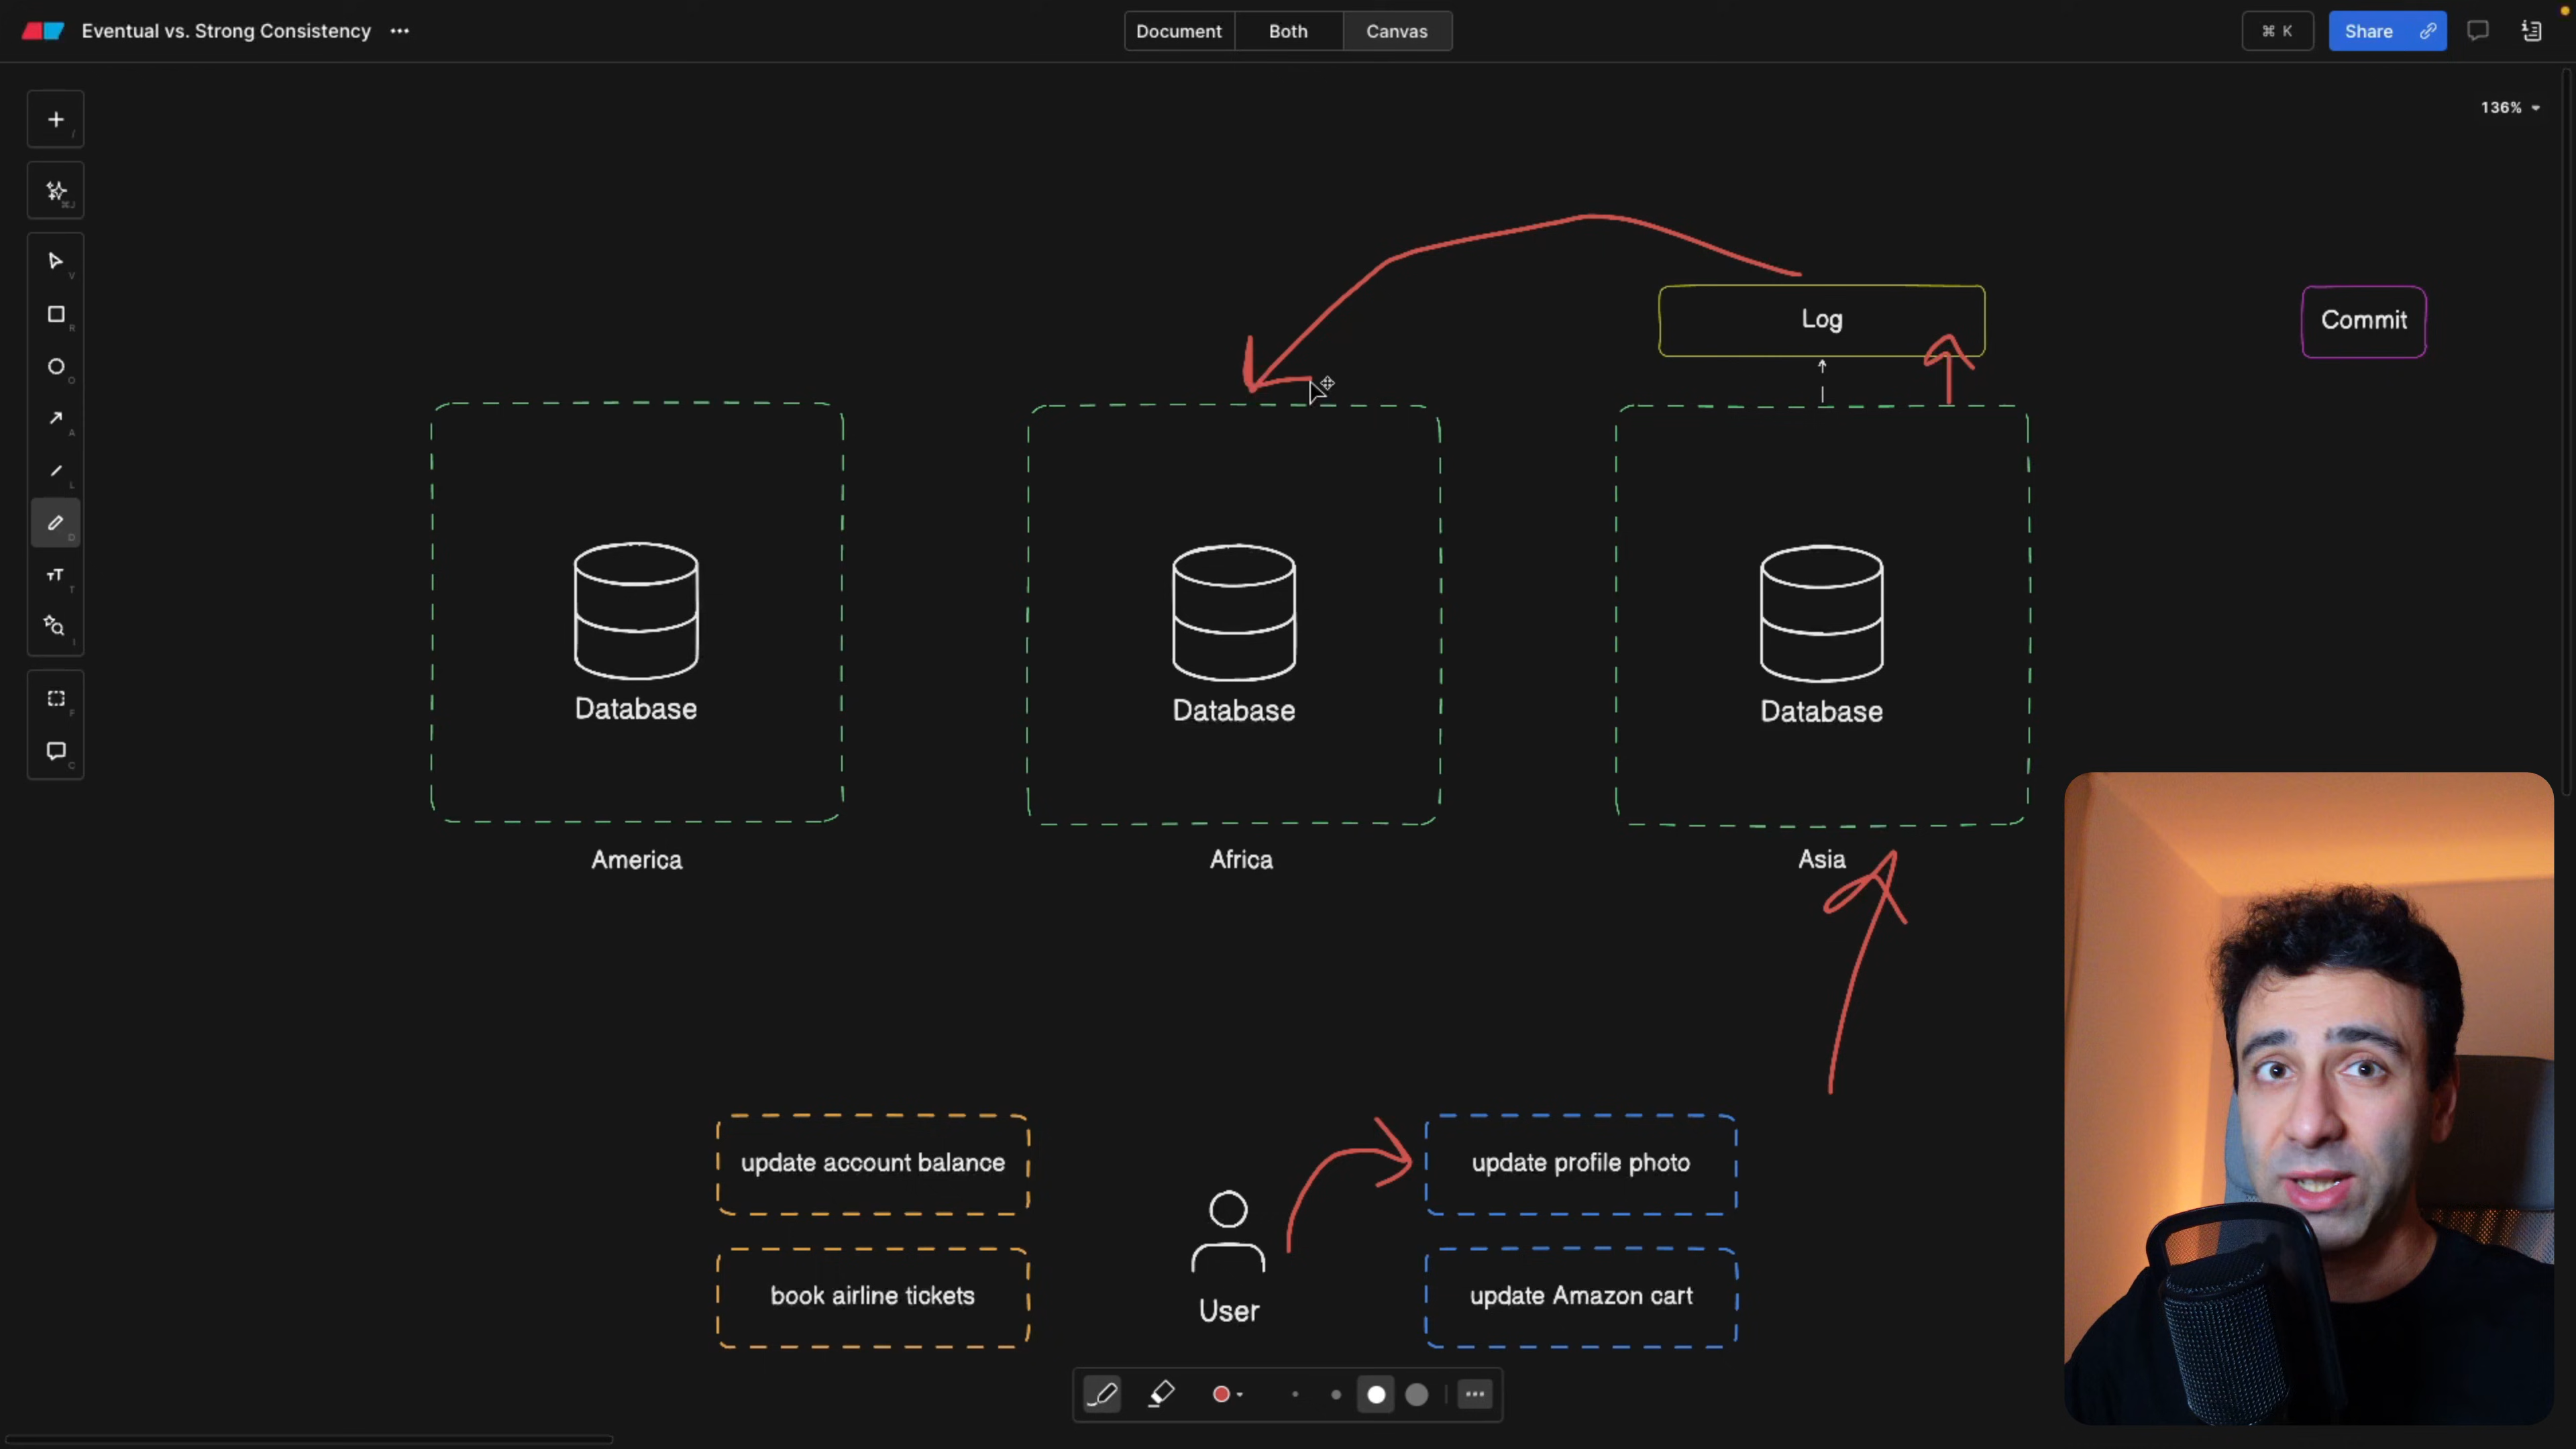 Eventual vs. Strong Consistency
Document
Both
Canvas
⌘ K
Share
136%
/
⌘J
V
R
O
A
L
D
T
I
F
C
Log
Commit
Database
Database
Database
America
Africa
Asia
update account balance
update profile photo
book airline tickets
update Amazon cart
User